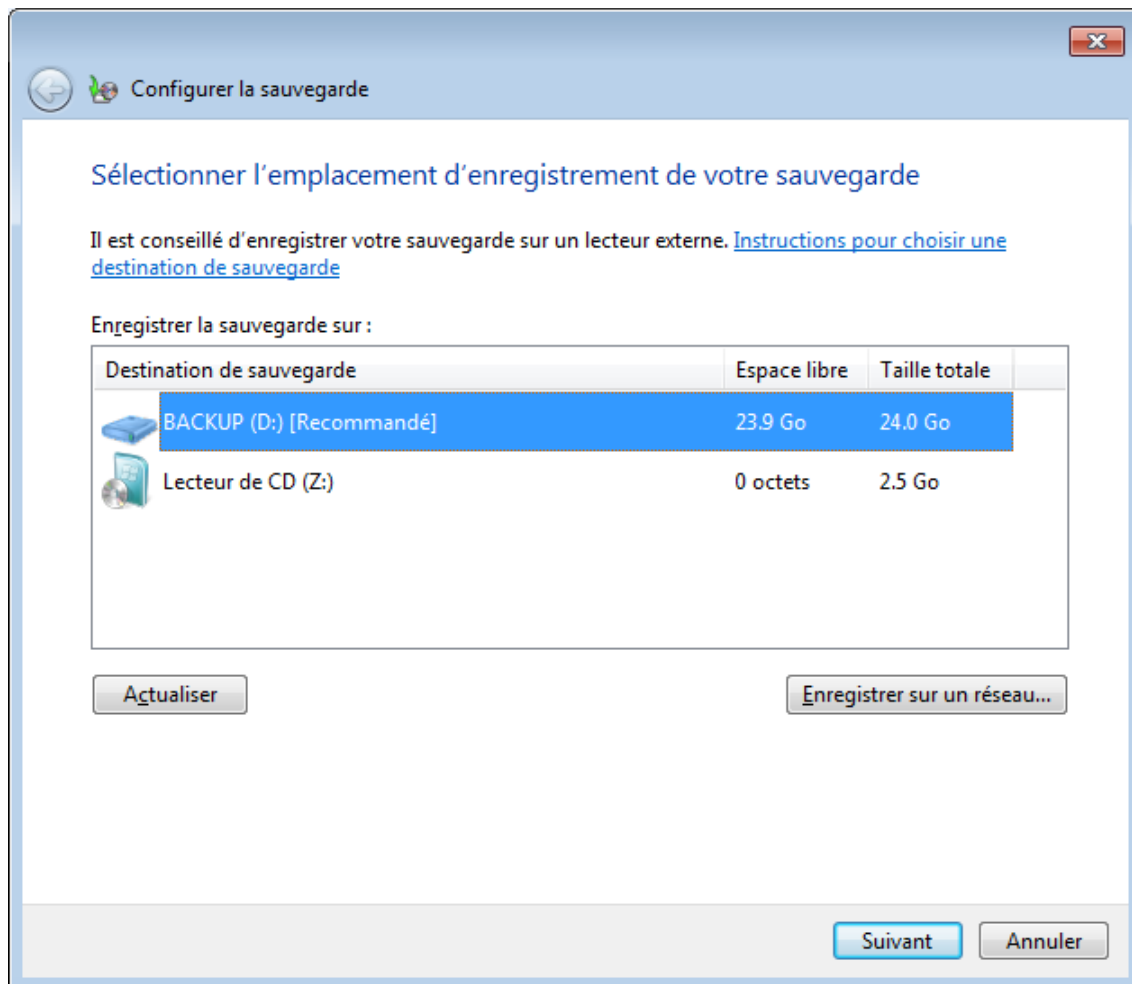 Configurer la sauvegarde
Sélectionner l’emplacement d’enregistrement de votre sauvegarde
Il est conseillé d’enregistrer votre sauvegarde sur un lecteur externe. Instructions pour choisir une
destination de sauvegarde
Enregistrer la sauvegarde sur :
Destination de sauvegarde Espace libre Taille totale
BACKUP (D:) [Recommandé] 23.9 Go 24.0 Go
Lecteur de CD (Z:) 0 octets 2.5 Go
Actualiser Enregistrer sur un réseau...
Suivant Annuler